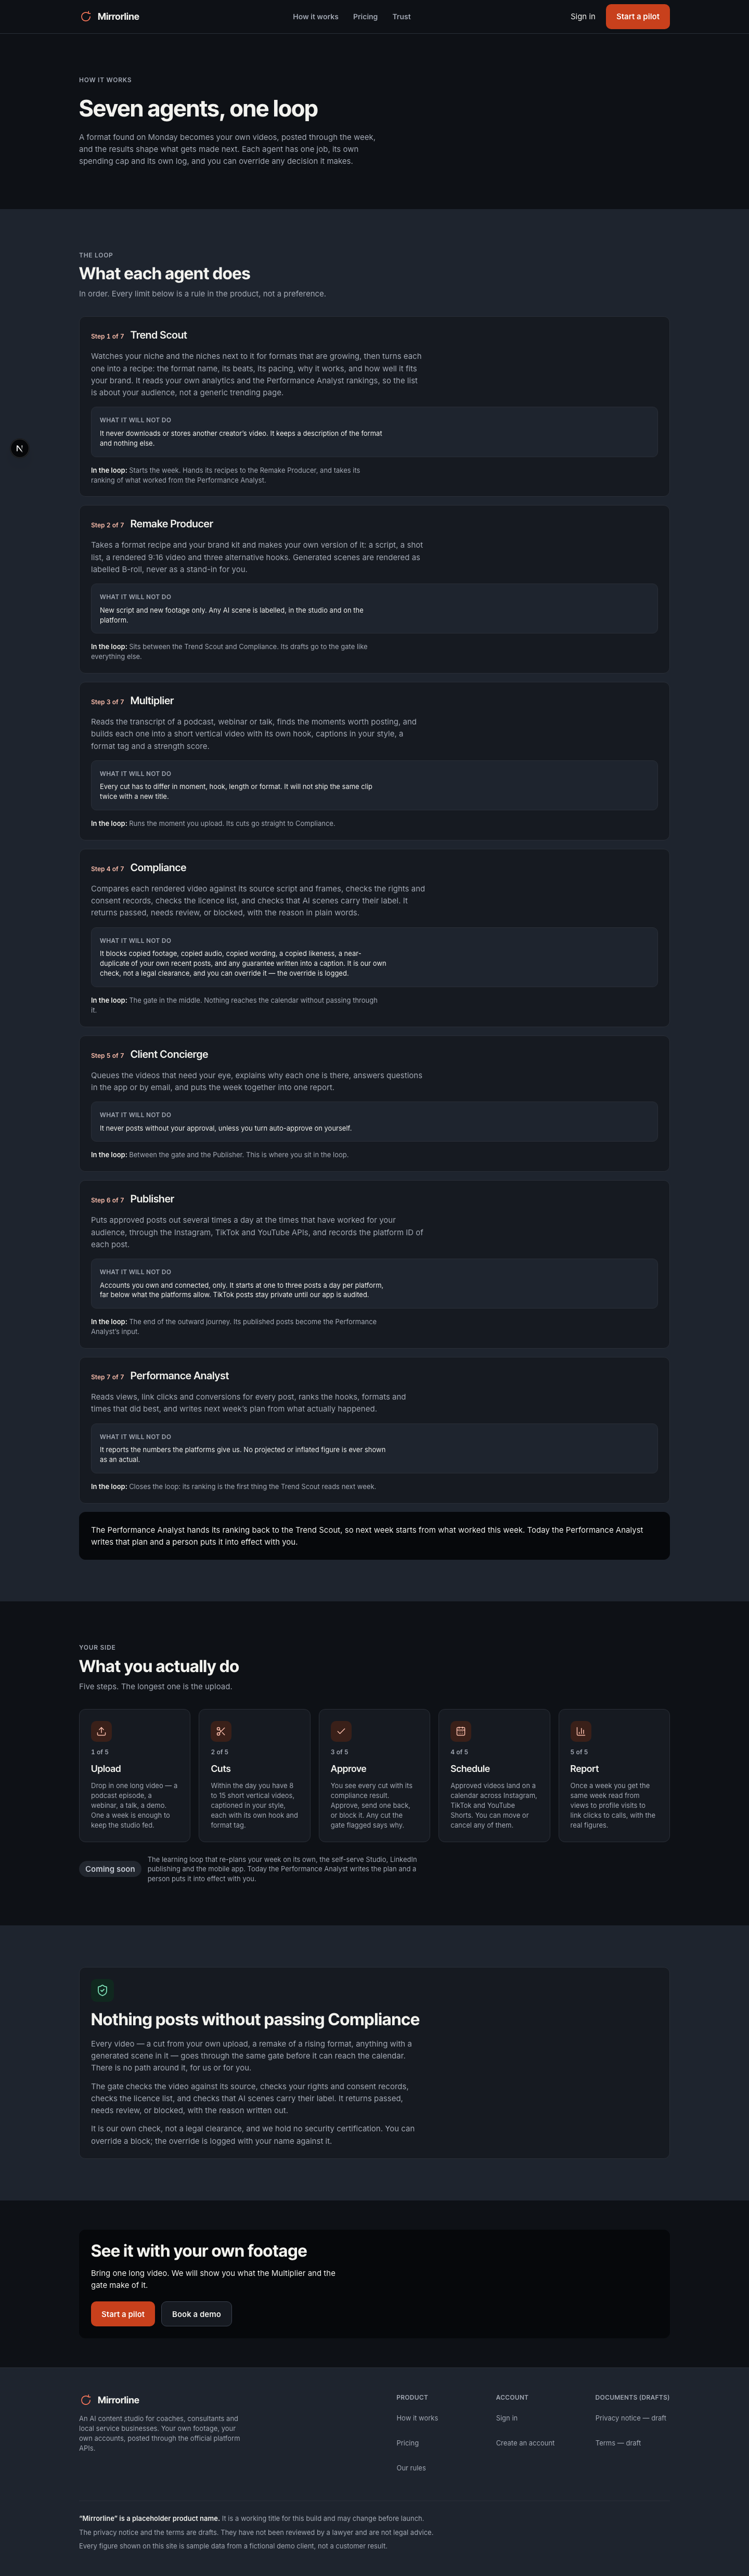 Mirrorline
How it works
Pricing
Trust
Sign in
Start a pilot
HOW IT WORKS
Seven agents, one loop
A format found on Monday becomes your own videos, posted through the week,
and the results shape what gets made next. Each agent has one job, its own
spending cap and its own log, and you can override any decision it makes.
THE LOOP
What each agent does
In order. Every limit below is a rule in the product, not a preference.
Step 1 of 7 Trend Scout
Watches your niche and the niches next to it for formats that are growing, then turns each
one into a recipe: the format name, its beats, its pacing, why it works, and how well it fits
your brand. It reads your own analytics and the Performance Analyst rankings, so the list
is about your audience, not a generic trending page.
WHAT IT WILL NOT DO
It never downloads or stores another creator's video. It keeps a description of the format
and nothing else.
In the loop: Starts the week. Hands its recipes to the Remake Producer, and takes its
ranking of what worked from the Performance Analyst.
N
Step 2 of 7 Remake Producer
Takes a format recipe and your brand kit and makes your own version of it: a script, a shot
list, a rendered 9:16 video and three alternative hooks. Generated scenes are rendered as
labelled B-roll, never as a stand-in for you.
WHAT IT WILL NOT DO
New script and new footage only. Any AI scene is labelled, in the studio and on the
platform.
In the loop: Sits between the Trend Scout and Compliance. Its drafts go to the gate like
everything else.
Step 3 of 7 Multiplier
Reads the transcript of a podcast, webinar or talk, finds the moments worth posting, and
builds each one into a short vertical video with its own hook, captions in your style, a
format tag and a strength score.
WHAT IT WILL NOT DO
Every cut has to differ in moment, hook, length or format. It will not ship the same clip
twice with a new title.
In the loop: Runs the moment you upload. Its cuts go straight to Compliance.
Step 4 of 7 Compliance
Compares each rendered video against its source script and frames, checks the rights and
consent records, checks the licence list, and checks that AI scenes carry their label. It
returns passed, needs review, or blocked, with the reason in plain words.
WHAT IT WILL NOT DO
It blocks copied footage, copied audio, copied wording, a copied likeness, a near-
duplicate of your own recent posts, and any guarantee written into a caption. It is our own
check, not a legal clearance, and you can override it — the override is logged.
In the loop: The gate in the middle. Nothing reaches the calendar without passing through
it.
Step 5 of 7 Client Concierge
Queues the videos that need your eye, explains why each one is there, answers questions
in the app or by email, and puts the week together into one report.
WHAT IT WILL NOT DO
It never posts without your approval, unless you turn auto-approve on yourself.
In the loop: Between the gate and the Publisher. This is where you sit in the loop.
Step 6 of 7 Publisher
Puts approved posts out several times a day at the times that have worked for your
audience, through the Instagram, TikTok and YouTube APIs, and records the platform ID of
each post.
WHAT IT WILL NOT DO
Accounts you own and connected, only. It starts at one to three posts a day per platform,
far below what the platforms allow. TikTok posts stay private until our app is audited.
In the loop: The end of the outward journey. Its published posts become the Performance
Analyst's input.
Step 7 of 7 Performance Analyst
Reads views, link clicks and conversions for every post, ranks the hooks, formats and
times that did best, and writes next week's plan from what actually happened.
WHAT IT WILL NOT DO
It reports the numbers the platforms give us. No projected or inflated figure is ever shown
as an actual.
In the loop: Closes the loop: its ranking is the first thing the Trend Scout reads next week.
The Performance Analyst hands its ranking back to the Trend Scout, so next week starts from what worked this week. Today the Performance Analyst
writes that plan and a person puts it into effect with you.
YOUR SIDE
What you actually do
Five steps. The longest one is the upload.
1 of 5
Upload
Drop in one long video — a
podcast episode, a
webinar, a talk, a demo.
One a week is enough to
keep the studio fed.
2 of 5
Cuts
Within the day you have 8
to 15 short vertical videos,
captioned in your style,
each with its own hook and
format tag.
3 of 5
Approve
You see every cut with its
compliance result.
Approve, send one back,
or block it. Any cut the
gate flagged says why.
4 of 5
Schedule
Approved videos land on a
calendar across Instagram,
TikTok and YouTube
Shorts. You can move or
cancel any of them.
5 of 5
Report
Once a week you get the
same week read from
views to profile visits to
link clicks to calls, with the
real figures.
Coming soon
The learning loop that re-plans your week on its own, the self-serve Studio, LinkedIn
publishing and the mobile app. Today the Performance Analyst writes the plan and a
person puts it into effect with you.
Nothing posts without passing Compliance
Every video — a cut from your own upload, a remake of a rising format, anything with a
generated scene in it — goes through the same gate before it can reach the calendar.
There is no path around it, for us or for you.
The gate checks the video against its source, checks your rights and consent records,
checks the licence list, and checks that AI scenes carry their label. It returns passed,
needs review, or blocked, with the reason written out.
It is our own check, not a legal clearance, and we hold no security certification. You can
override a block; the override is logged with your name against it.
See it with your own footage
Bring one long video. We will show you what the Multiplier and the
gate make of it.
Start a pilot
Book a demo
Mirrorline
An AI content studio for coaches, consultants and
local service businesses. Your own footage, your
own accounts, posted through the official platform
APIs.
PRODUCT
How it works
Pricing
Our rules
ACCOUNT
Sign in
Create an account
DOCUMENTS (DRAFTS)
Privacy notice — draft
Terms — draft
“Mirrorline” is a placeholder product name. It is a working title for this build and may change before launch.
The privacy notice and the terms are drafts. They have not been reviewed by a lawyer and are not legal advice.
Every figure shown on this site is sample data from a fictional demo client, not a customer result.